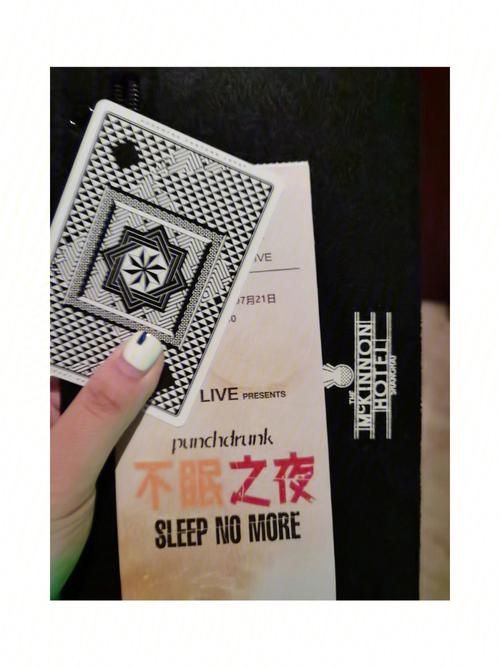 IVE
07月21日
LIVE PRESENTS
punchdrunk
不眠之夜
SLEEP NO MORE
THE
McKINNON
HOTEL
SHANGHAI